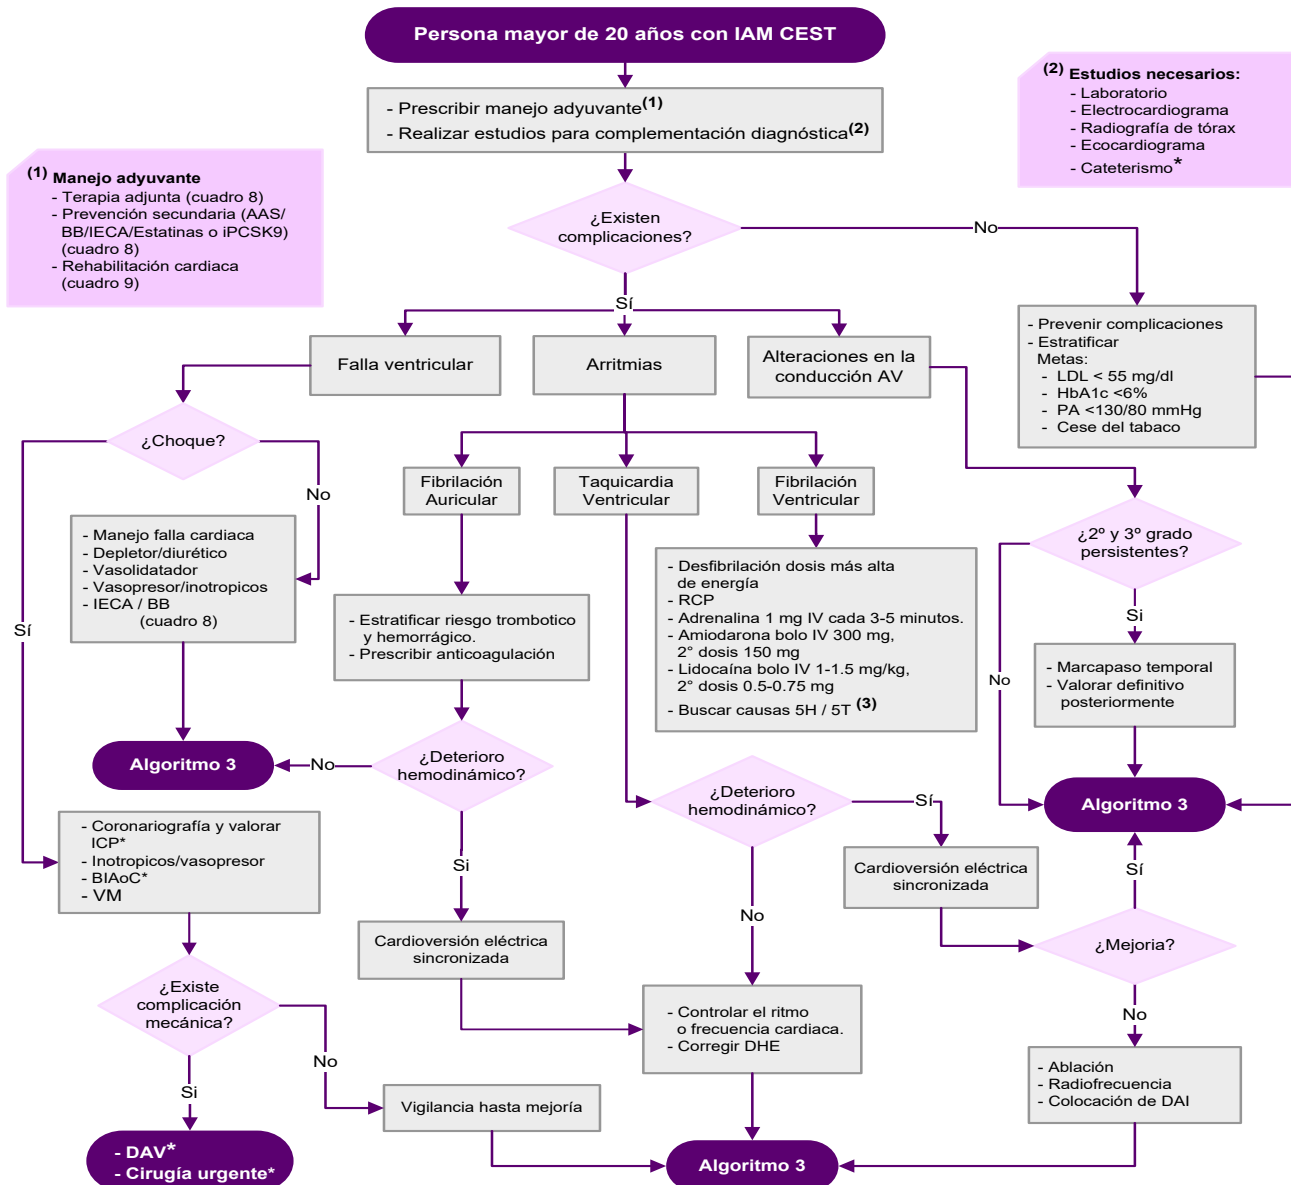 Persona mayor de 20 años con IAM CEST
- Prescribir manejo adyuvante(1)
- Realizar estudios para complementación diagnóstica(2)
(2) Estudios necesarios:
- Laboratorio
- Electrocardiograma
- Radiografía de tórax
- Ecocardiograma
- Cateterismo*
(1) Manejo adyuvante
- Terapia adjunta (cuadro 8)
- Prevención secundaria (AAS/
BB/IECA/Estatinas o iPCSK9)
(cuadro 8)
- Rehabilitación cardiaca
(cuadro 9)
¿Existen
complicaciones?
No
Sí
- Prevenir complicaciones
- Estratificar
Metas:
- LDL < 55 mg/dl
- HbA1c <6%
- PA <130/80 mmHg
- Cese del tabaco
Falla ventricular
Arritmias
Alteraciones en la
conducción AV
¿Choque?
No
Sí
Fibrilación
Auricular
Taquicardia
Ventricular
Fibrilación
Ventricular
¿2º y 3º grado
persistentes?
- Manejo falla cardiaca
- Depletor/diurético
- Vasolidatador
- Vasopresor/inotropicos
- IECA / BB
(cuadro 8)
- Estratificar riesgo trombotico
y hemorrágico.
- Prescribir anticoagulación
- Desfibrilación dosis más alta
de energía
- RCP
- Adrenalina 1 mg IV cada 3-5 minutos.
- Amiodarona bolo IV 300 mg,
2° dosis 150 mg
- Lidocaína bolo IV 1-1.5 mg/kg,
2° dosis 0.5-0.75 mg
- Buscar causas 5H / 5T (3)
Si
No
- Marcapaso temporal
- Valorar definitivo
posteriormente
Algoritmo 3
No
¿Deterioro
hemodinámico?
¿Deterioro
hemodinámico?
Sí
Algoritmo 3
- Coronariografía y valorar
ICP*
- Inotropicos/vasopresor
- BIAoC*
- VM
Si
No
Cardioversión eléctrica
sincronizada
Sí
Cardioversión eléctrica
sincronizada
¿Mejoria?
¿Existe
complicación
mecánica?
- Controlar el ritmo
o frecuencia cardiaca.
- Corregir DHE
No
No
Si
Vigilancia hasta mejoría
- Ablación
- Radiofrecuencia
- Colocación de DAI
- DAV*
- Cirugía urgente*
Algoritmo 3